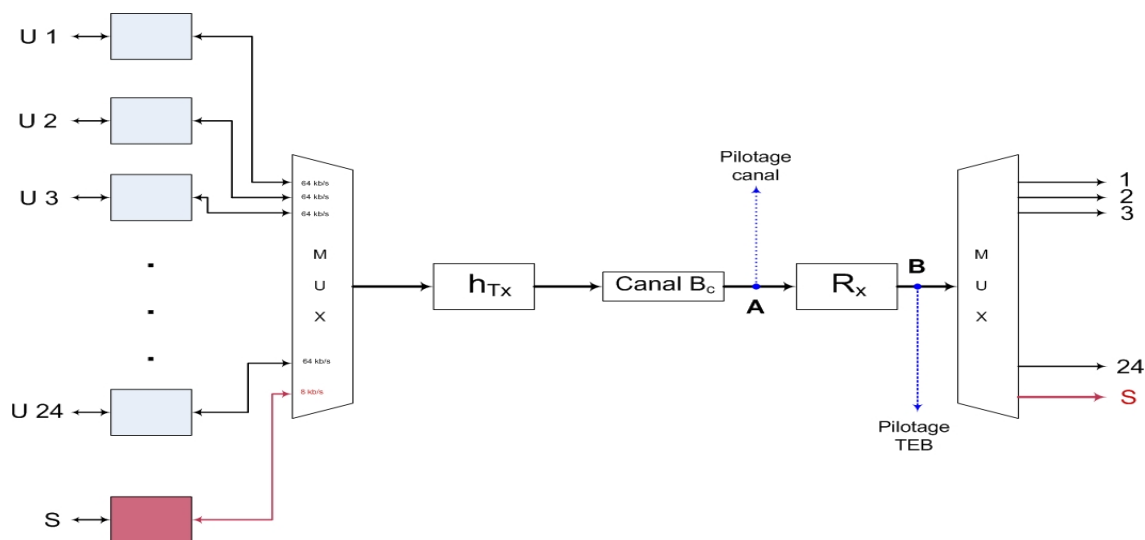 U 1
U 2
U 3
.
.
.
U 24
S
64 kb/s
64 kb/s
64 kb/s
M
U
X
64 kb/s
8 kb/s
hTx
Canal Bc
Pilotage
canal
A
Rx
B
Pilotage
TEB
M
U
X
1
2
3
24
S